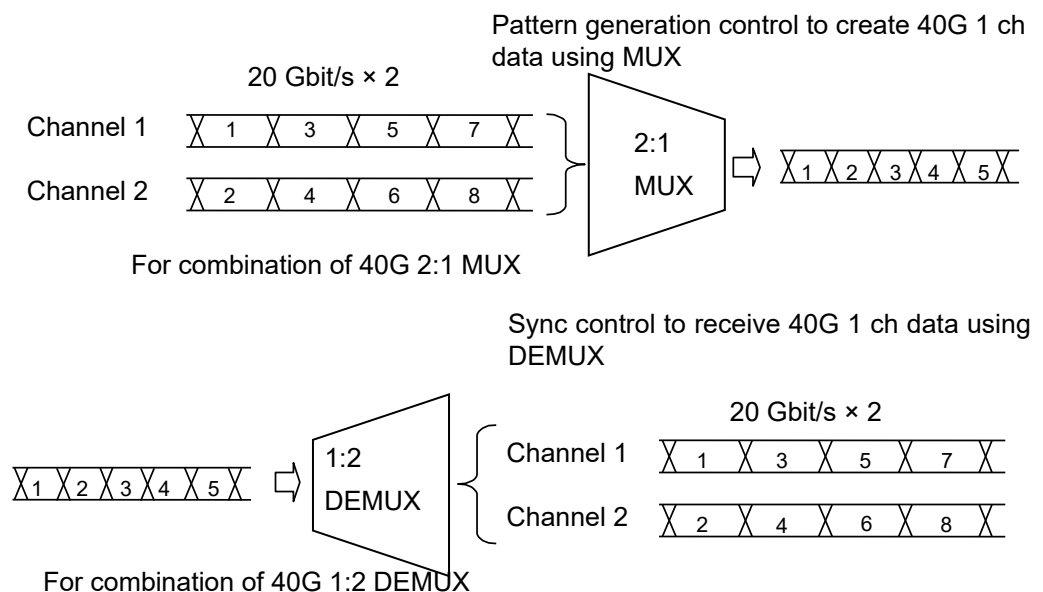 Pattern generation control to create 40G 1 ch
data using MUX
20 Gbit/s × 2
Channel 1
1 3 5 7
2:1
MUX
1 2 3 4 5
Channel 2
2 4 6 8
For combination of 40G 2:1 MUX
Sync control to receive 40G 1 ch data using
DEMUX
20 Gbit/s × 2
1:2
DEMUX
Channel 1
1 3 5 7
1 2 3 4 5
Channel 2
2 4 6 8
For combination of 40G 1:2 DEMUX